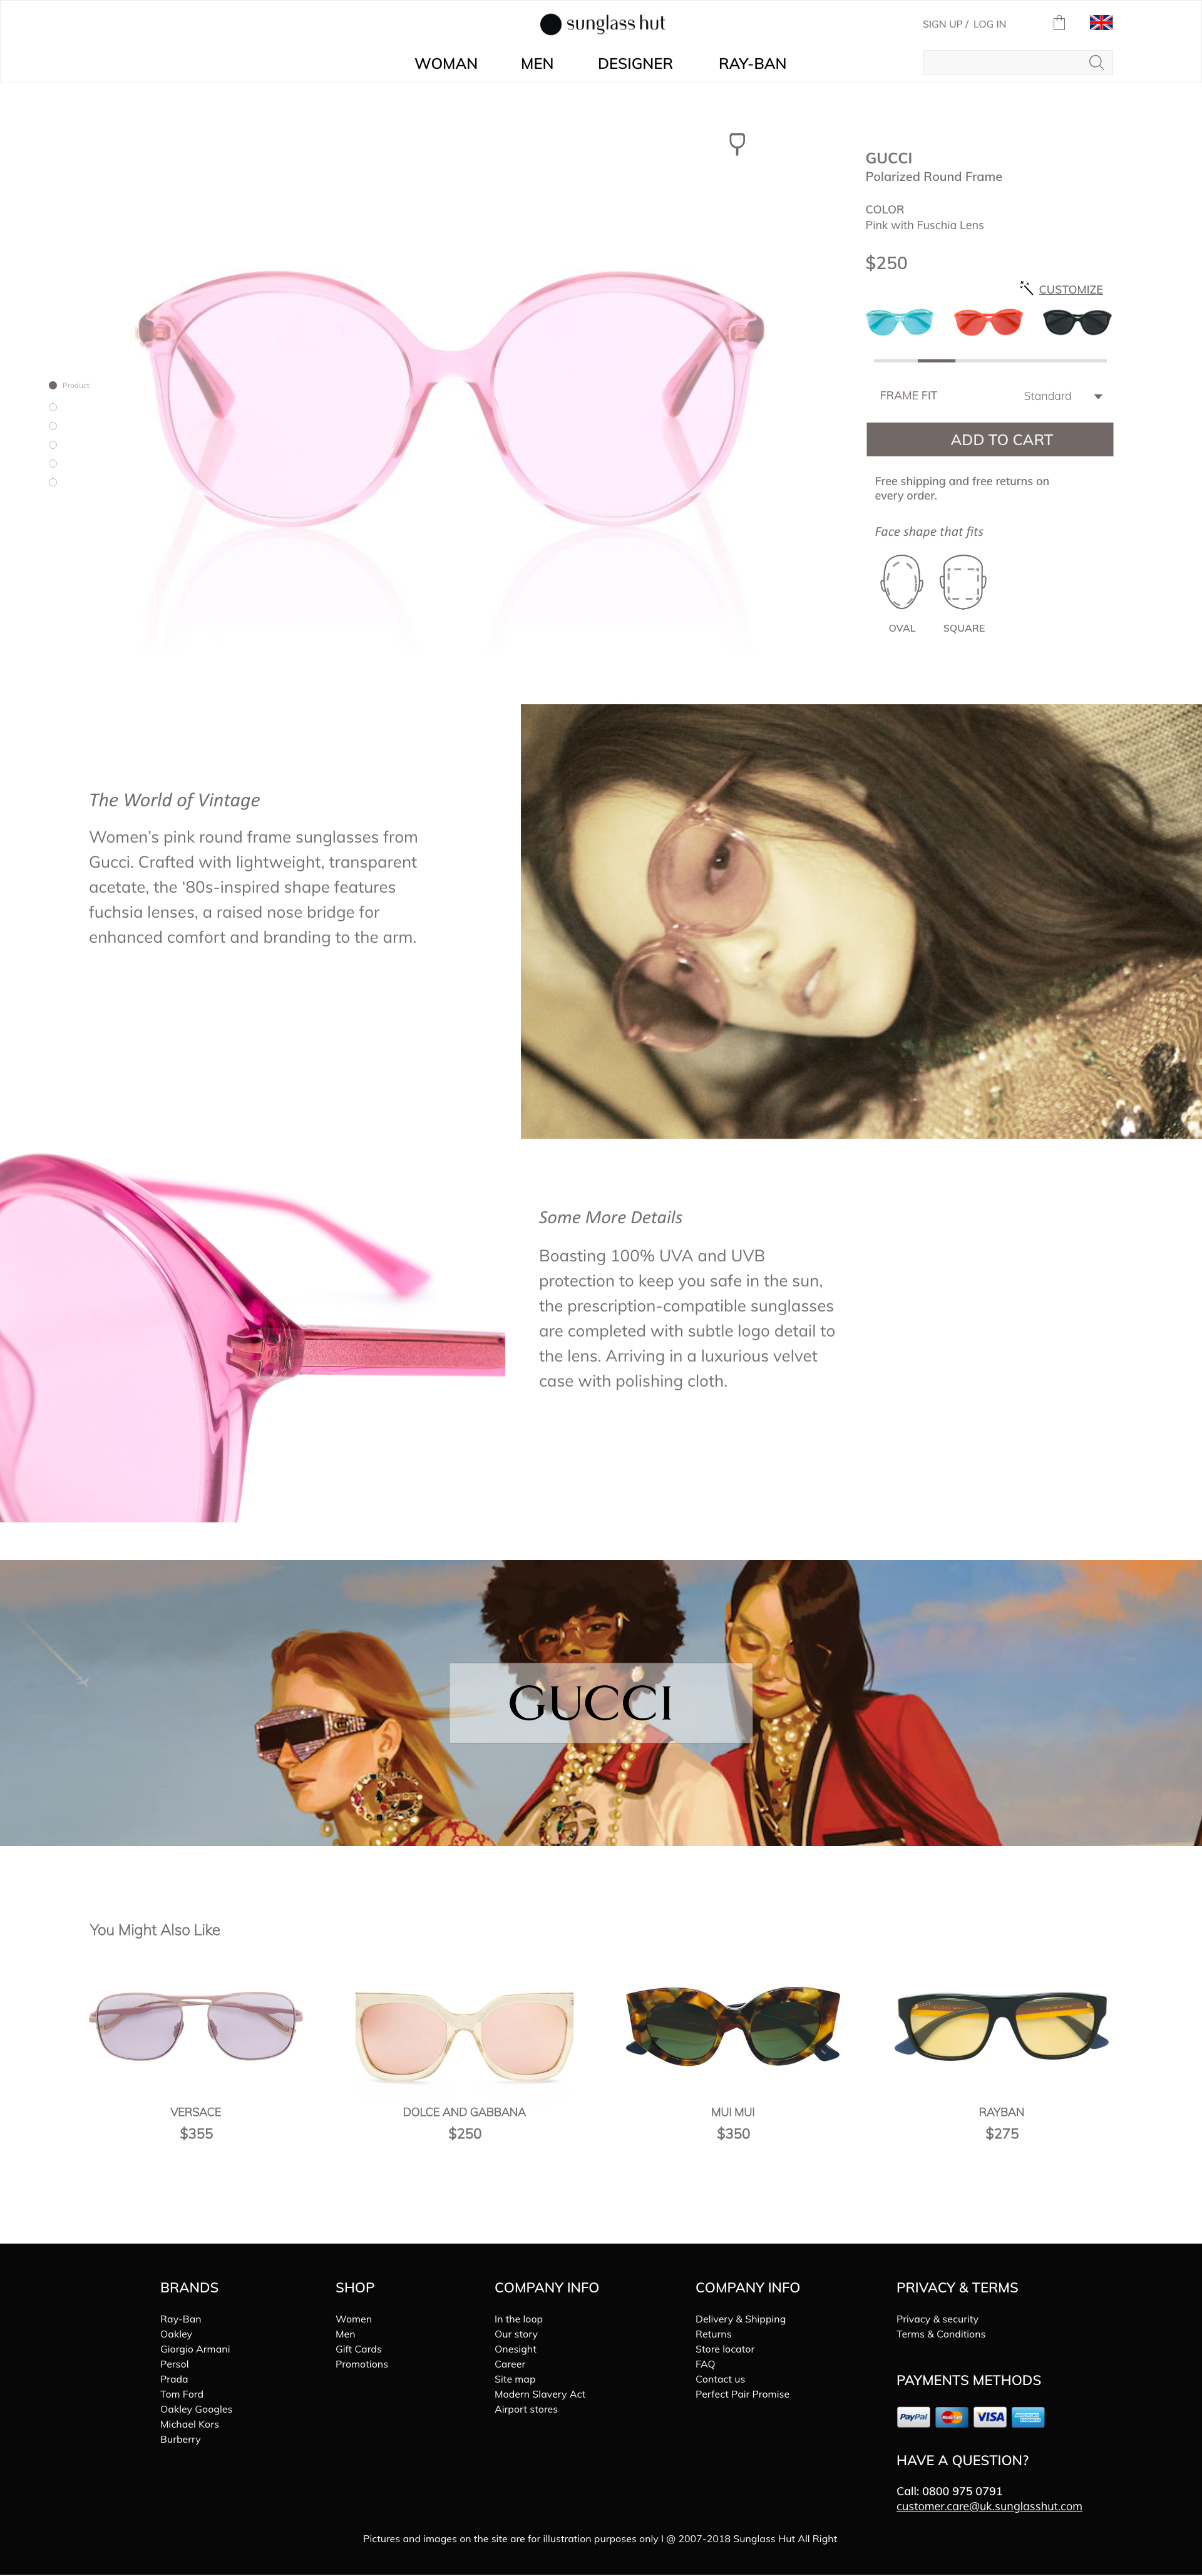 sunglass hut
SIGN UP / LOG IN
WOMAN MEN DESIGNER RAY-BAN
GUCCI
Polarized Round Frame
COLOR
Pink with Fuschia Lens
$250
CUSTOMIZE
Product
FRAME FIT Standard
ADD TO CART
Free shipping and free returns on
every order.
Face shape that fits
OVAL SQUARE
The World of Vintage
Women’s pink round frame sunglasses from
Gucci. Crafted with lightweight, transparent
acetate, the ‘80s-inspired shape features
fuchsia lenses, a raised nose bridge for
enhanced comfort and branding to the arm.
Some More Details
Boasting 100% UVA and UVB
protection to keep you safe in the sun,
the prescription-compatible sunglasses
are completed with subtle logo detail to
the lens. Arriving in a luxurious velvet
case with polishing cloth.
GUCCI
You Might Also Like
VERSACE
$355
DOLCE AND GABBANA
$250
MUI MUI
$350
RAYBAN
$275
BRANDS
Ray-Ban
Oakley
Giorgio Armani
Persol
Prada
Tom Ford
Oakley Googles
Michael Kors
Burberry
SHOP
Women
Men
Gift Cards
Promotions
COMPANY INFO
In the loop
Our story
Onesight
Career
Site map
Modern Slavery Act
Airport stores
COMPANY INFO
Delivery & Shipping
Returns
Store locator
FAQ
Contact us
Perfect Pair Promise
PRIVACY & TERMS
Privacy & security
Terms & Conditions
PAYMENTS METHODS
PayPal MasterCard VISA AMERICAN EXPRESS
HAVE A QUESTION?
Call: 0800 975 0791
customer.care@uk.sunglasshut.com
Pictures and images on the site are for illustration purposes only I @ 2007-2018 Sunglass Hut All Right